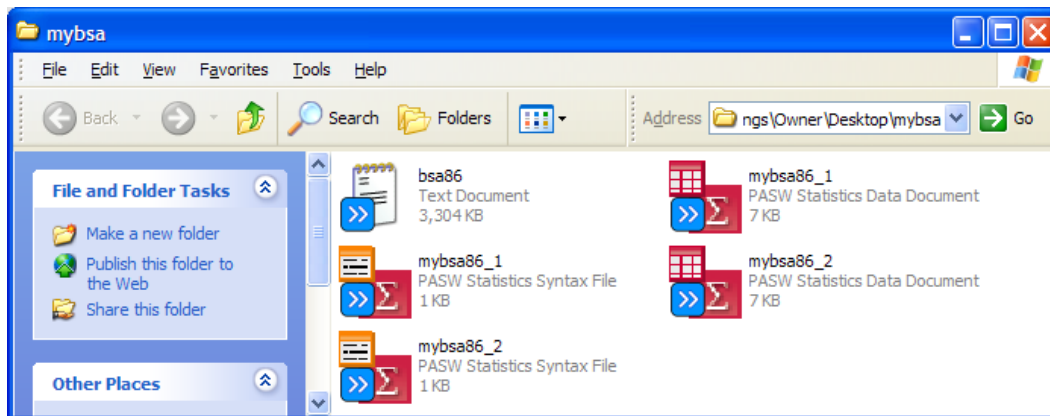 mybsa
File Edit View Favorites Tools Help
Back Search Folders Address ngs\Owner\Desktop\mybsa Go
File and Folder Tasks
Make a new folder
Publish this folder to
the Web
Share this folder
Other Places
bsa86
Text Document
3,304 KB
mybsa86_1
PASW Statistics Data Document
7 KB
mybsa86_1
PASW Statistics Syntax File
1 KB
mybsa86_2
PASW Statistics Data Document
7 KB
mybsa86_2
PASW Statistics Syntax File
1 KB